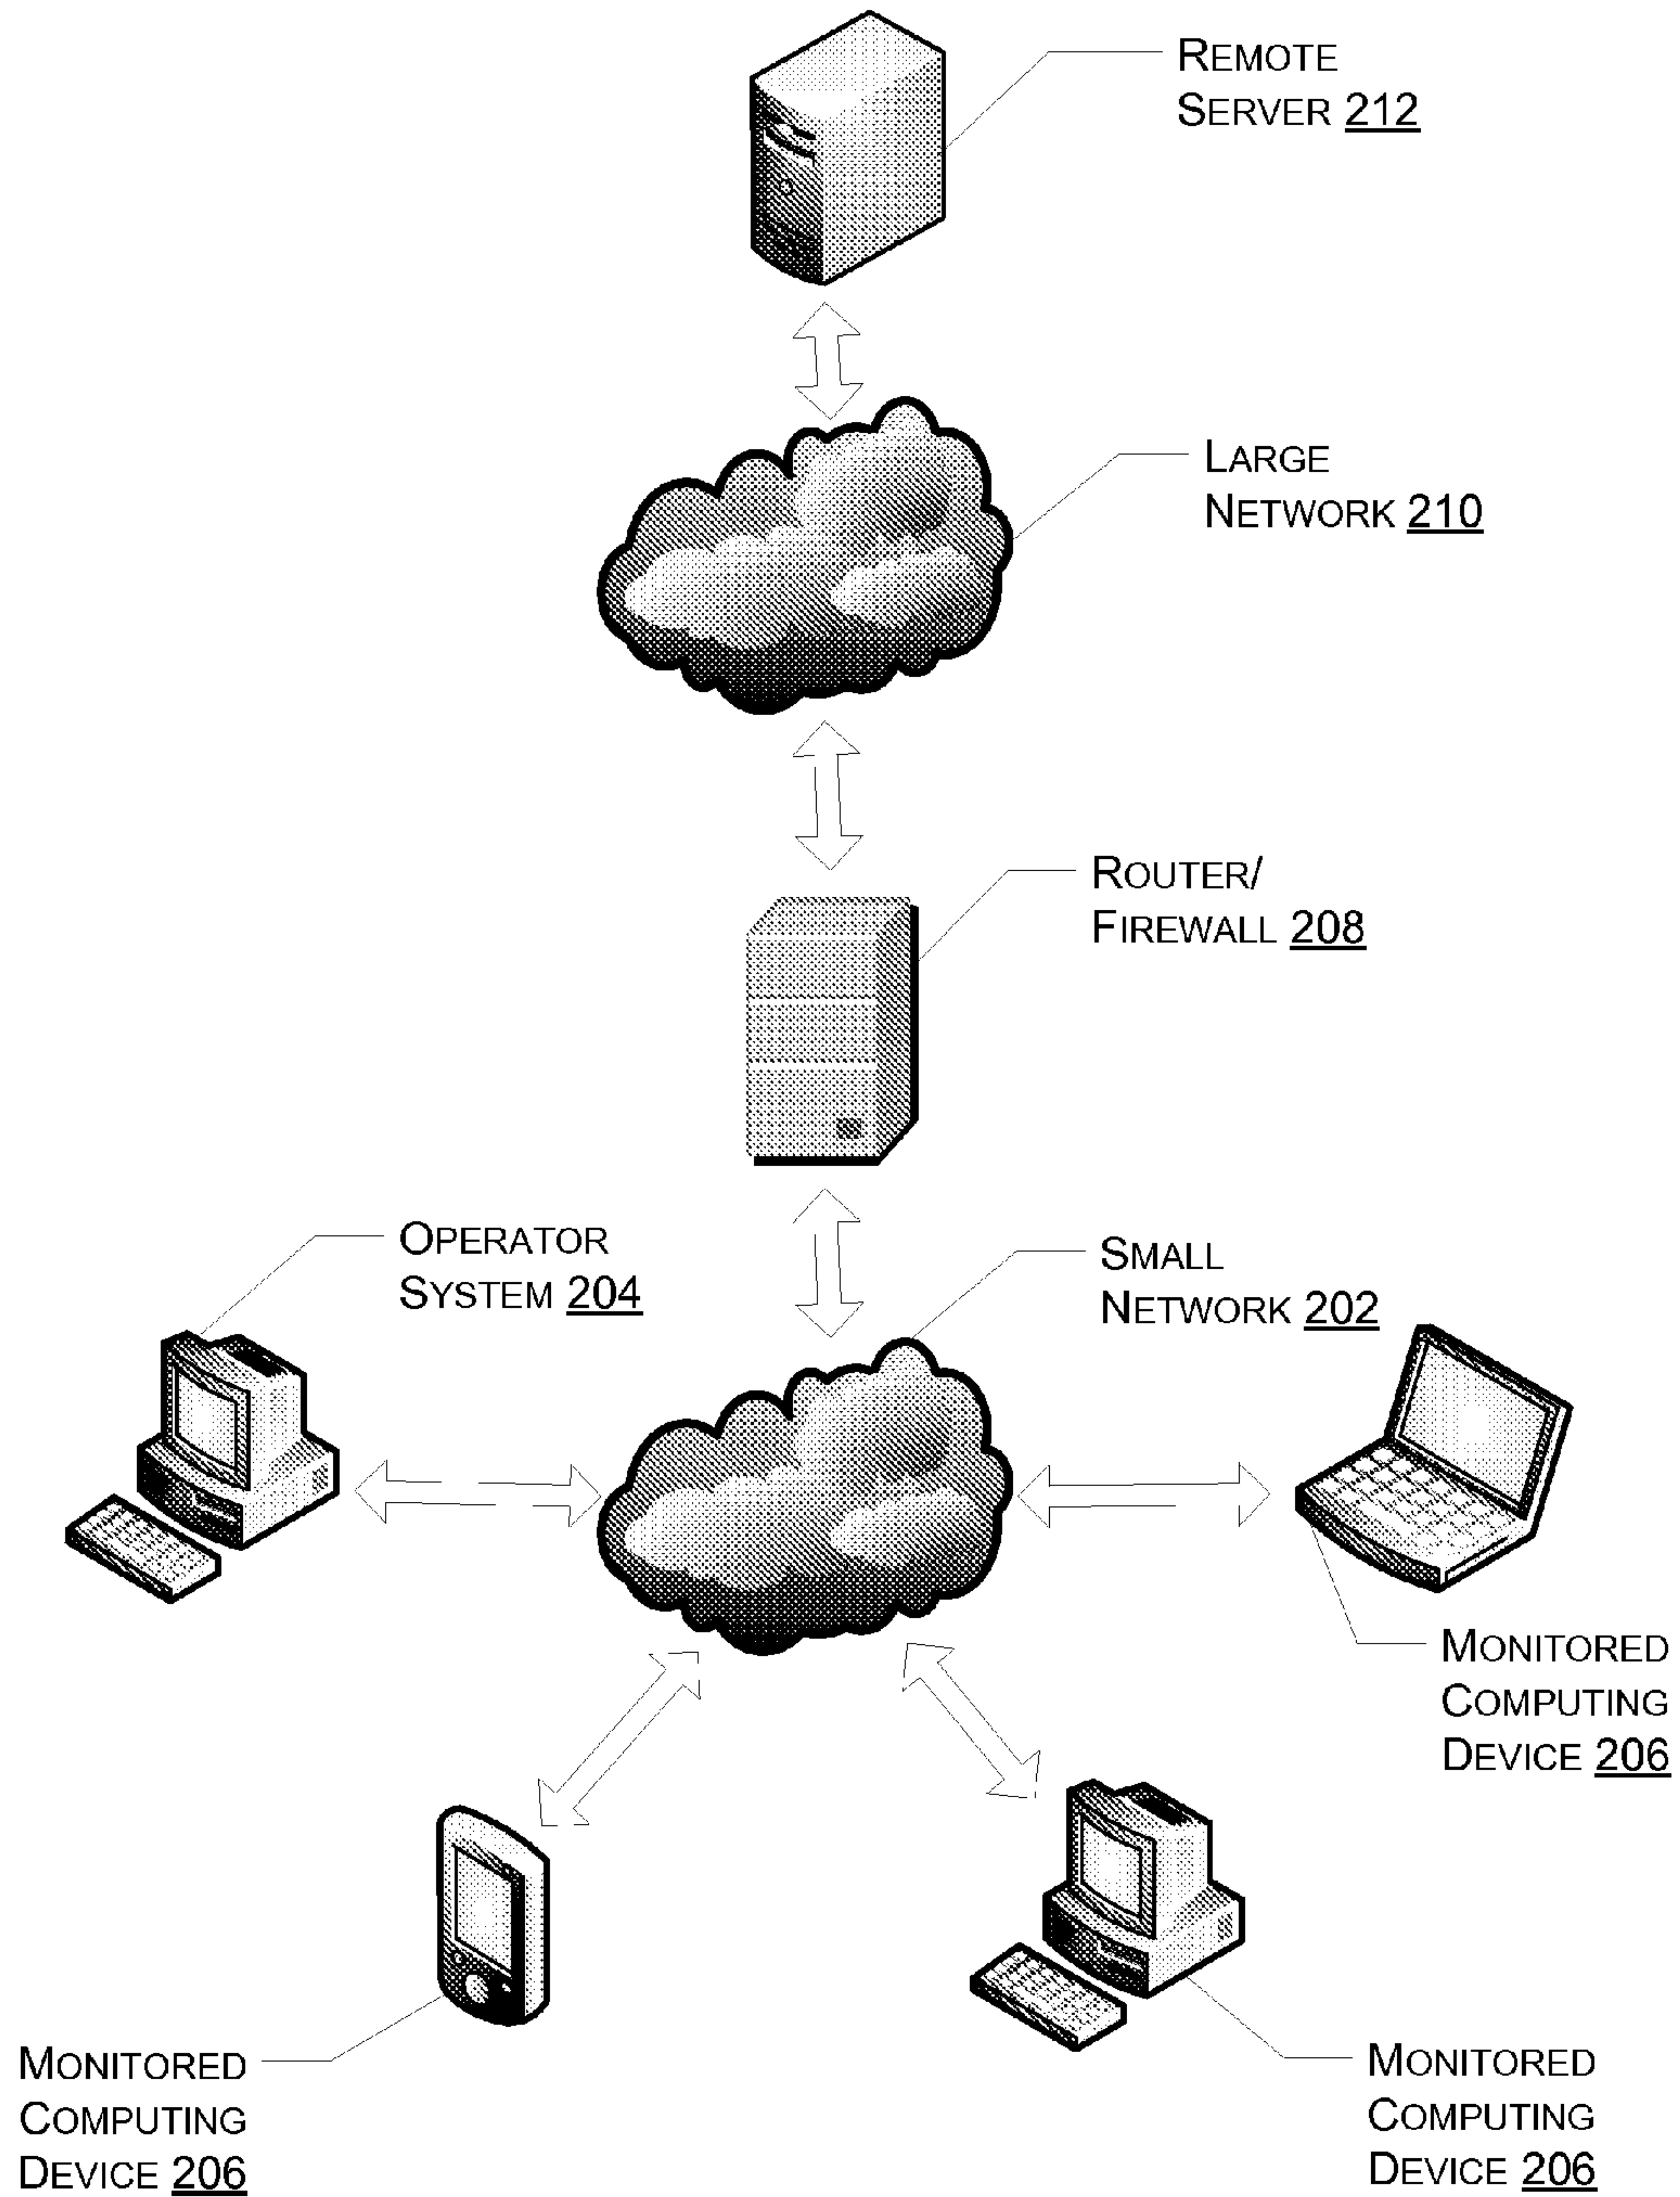 REMOTE
SERVER 212
LARGE
NETWORK 210
ROUTER/
FIREWALL 208
OPERATOR
SYSTEM 204
SMALL
NETWORK 202
MONITORED
COMPUTING
DEVICE 206
MONITORED
COMPUTING
DEVICE 206
MONITORED
COMPUTING
DEVICE 206